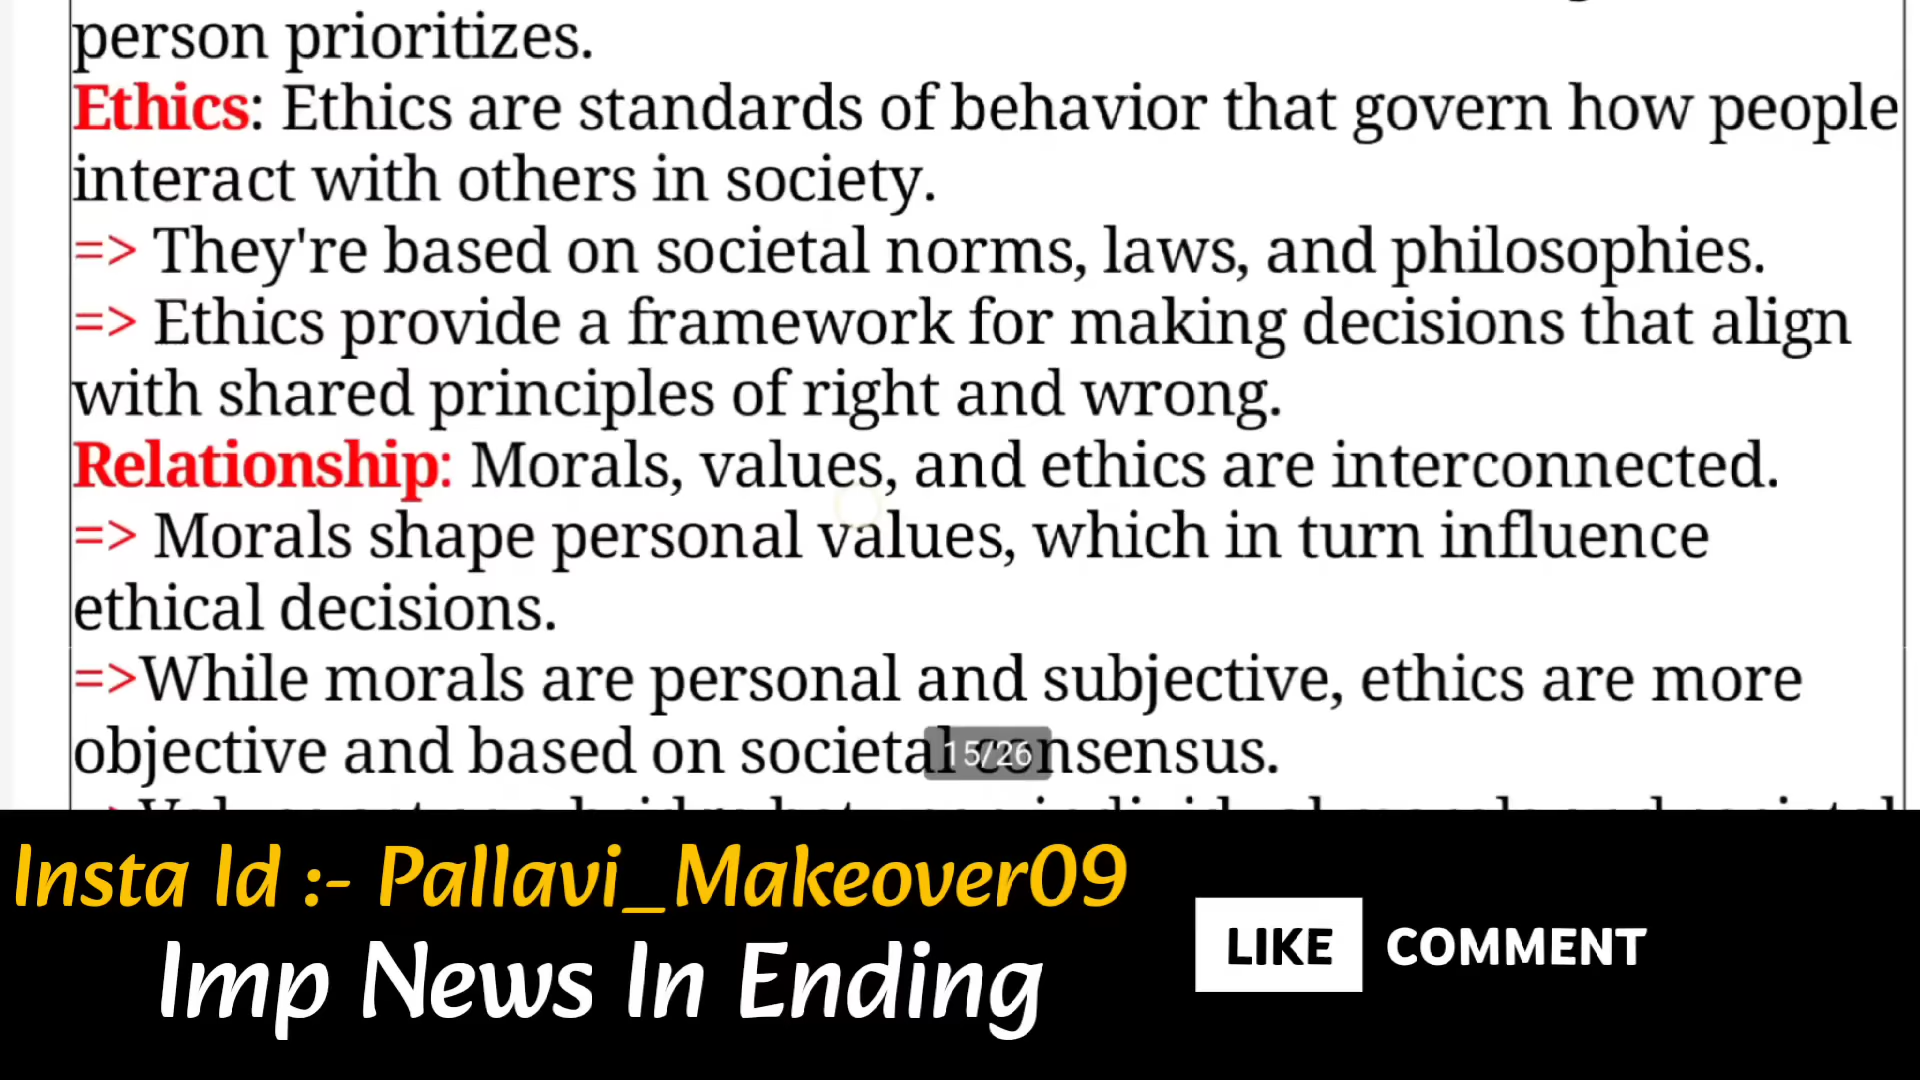 person prioritizes.
Ethics: Ethics are standards of behavior that govern how people
interact with others in society.
=> They're based on societal norms, laws, and philosophies.
=> Ethics provide a framework for making decisions that align
with shared principles of right and wrong.
Relationship: Morals, values, and ethics are interconnected.
=> Morals shape personal values, which in turn influence
ethical decisions.
=>While morals are personal and subjective, ethics are more
objective and based on societal consensus.
15/26
Insta Id :- Pallavi_Makeover09
Imp News In Ending
LIKE COMMENT